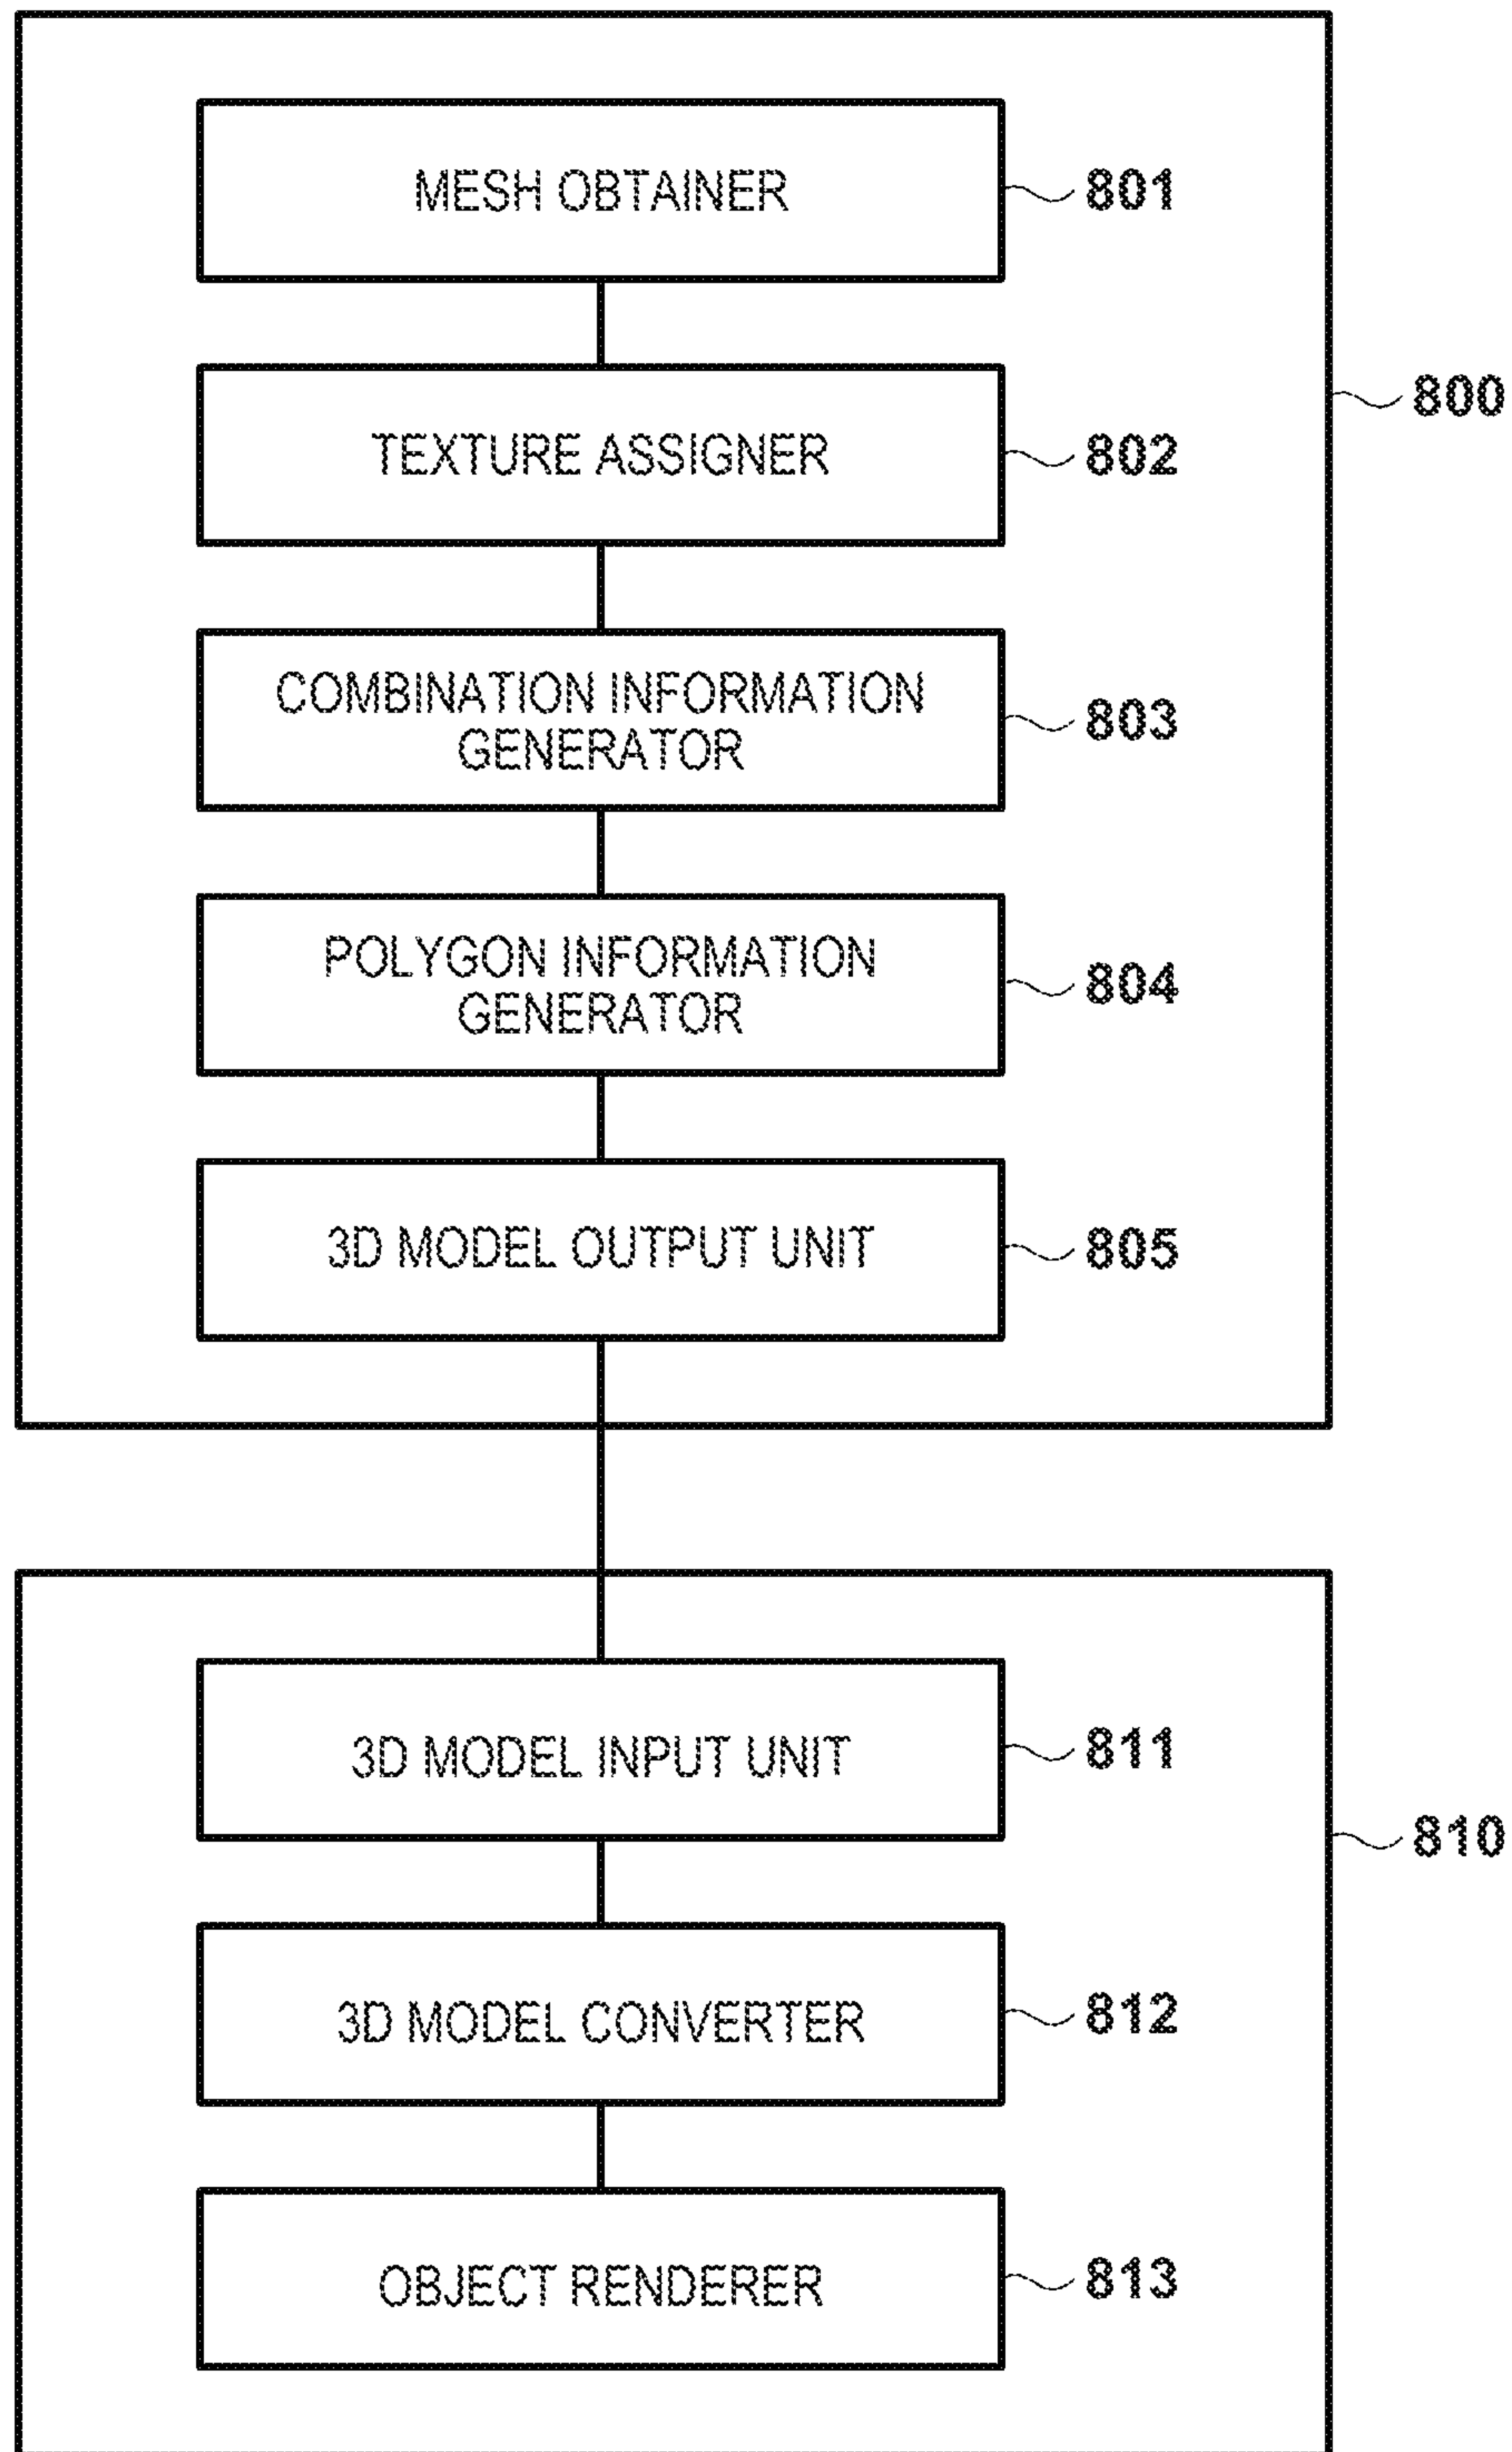 MESH OBTAINER
801
TEXTURE ASSIGNER
802
800
COMBINATION INFORMATION
GENERATOR
803
POLYGON INFORMATION
GENERATOR
804
3D MODEL OUTPUT UNIT
805
3D MODEL INPUT UNIT
811
810
3D MODEL CONVERTER
812
OBJECT RENDERER
813